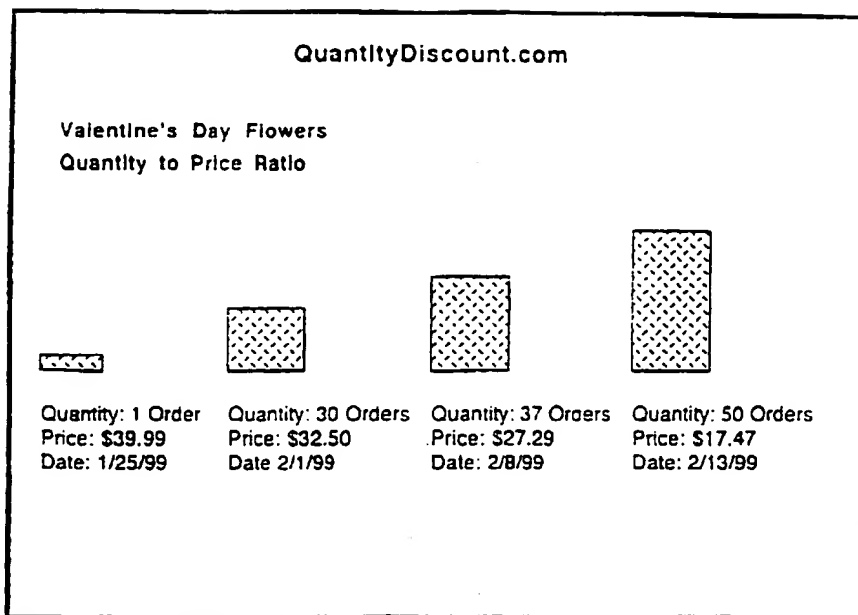 QuantityDiscount.com
Valentine's Day Flowers
Quantity to Price Ratio
Quantity: 1 Order
Price: $39.99
Date: 1/25/99
Quantity: 30 Orders
Price: $32.50
Date 2/1/99
Quantity: 37 Orders
Price: $27.29
Date: 2/8/99
Quantity: 50 Orders
Price: $17.47
Date: 2/13/99